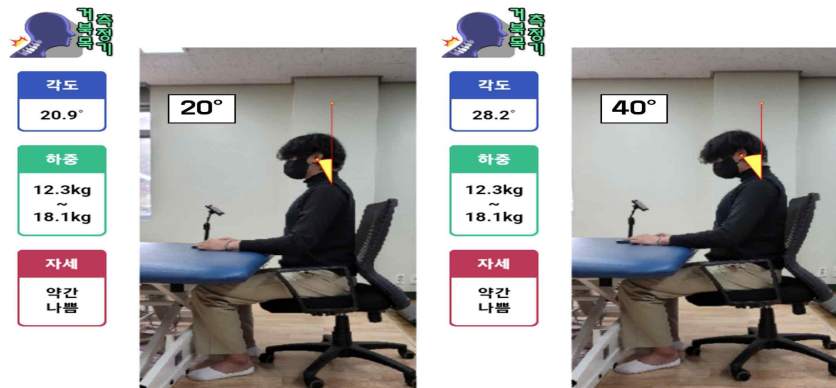 거북목
측정기
각도
20.9°
하중
12.3kg
~
18.1kg
자세
약간
나쁨
20°
거북목
측정기
각도
28.2°
하중
12.3kg
~
18.1kg
자세
약간
나쁨
40°